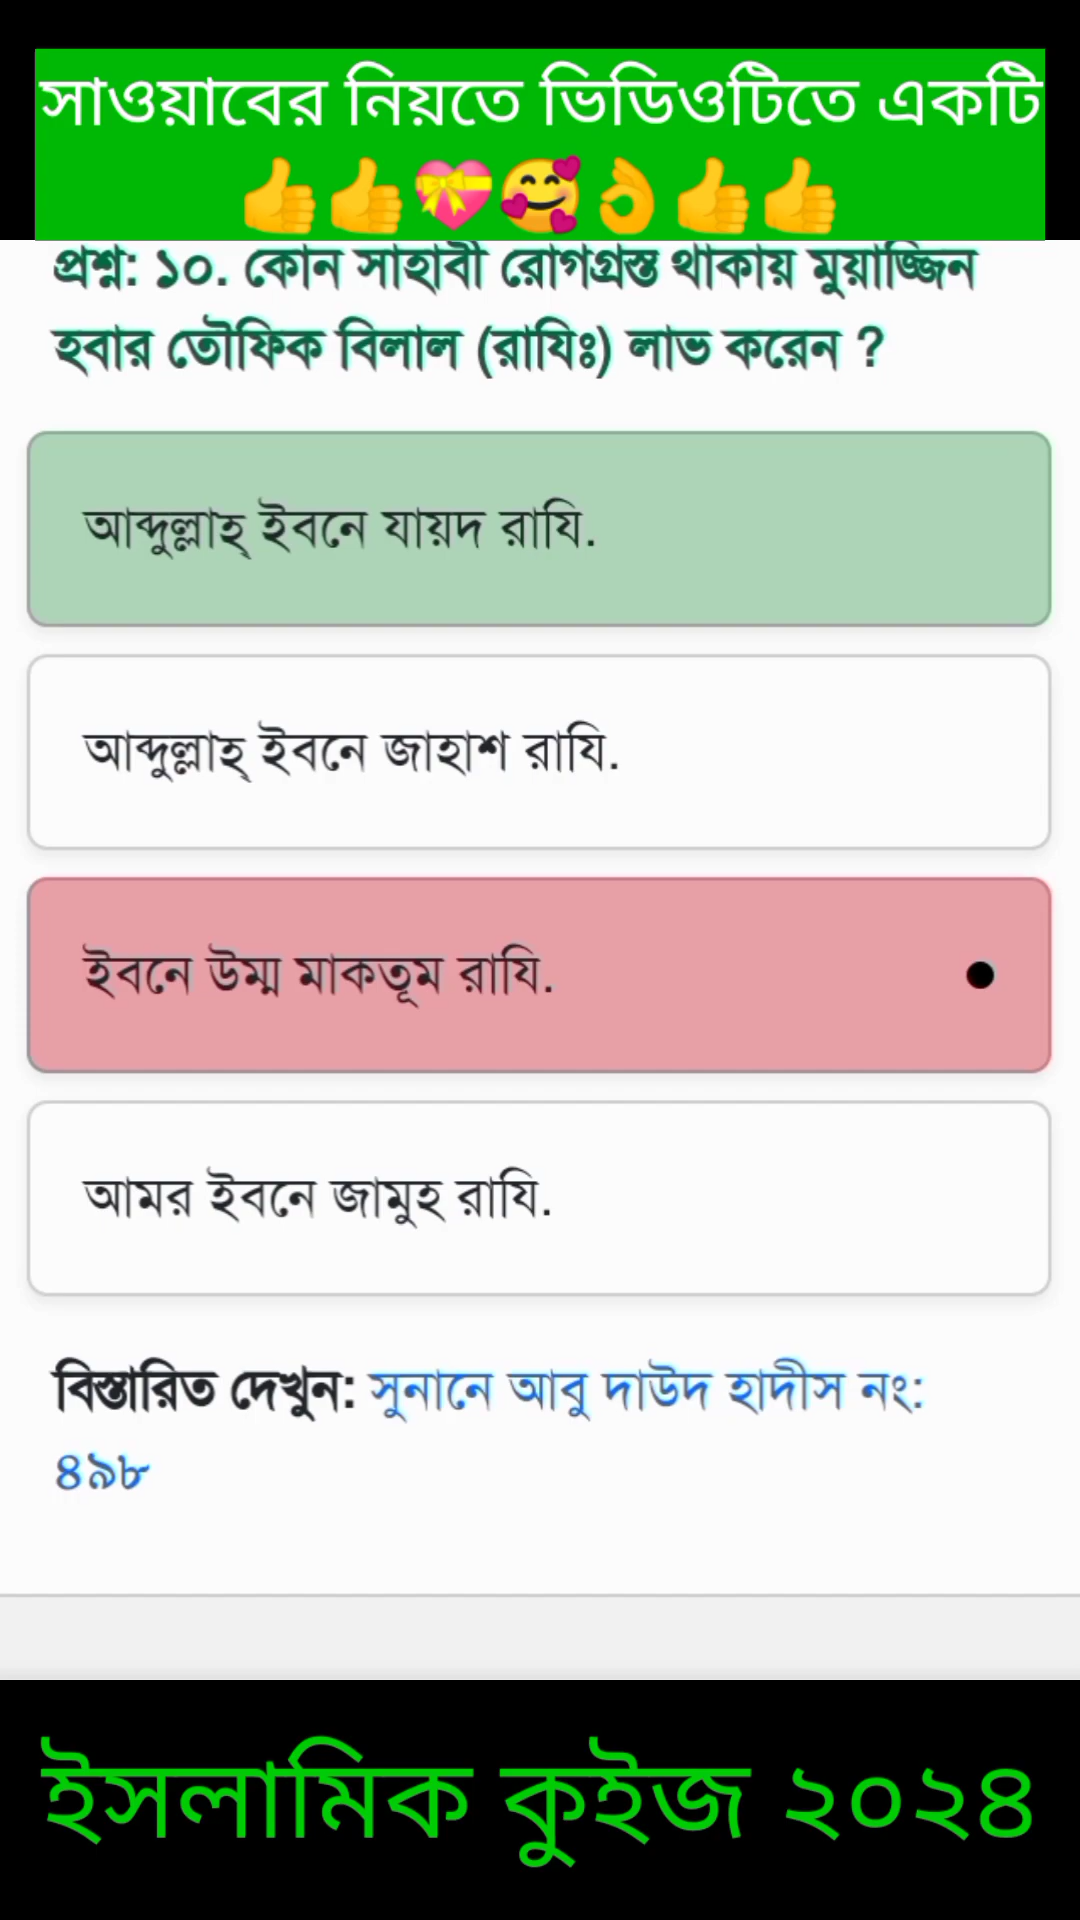 সাওয়াবের নিয়তে ভিডিওটিতে একটি
👍👍💝🥰👌👍👍
প্রশ্ন: ১০. কোন সাহাবী রোগগ্রস্ত থাকায় মুয়াজ্জিন
হবার তৌফিক বিলাল (রাযিঃ) লাভ করেন ?
আব্দুল্লাহ্ ইবনে যায়দ রাযি.
আব্দুল্লাহ্ ইবনে জাহাশ রাযি.
ইবনে উম্ম মাকতূম রাযি.
আমর ইবনে জামুহ রাযি.
বিস্তারিত দেখুন: সুনানে আবু দাউদ হাদীস নং:
৪৯৮
ইসলামিক কুইজ ২০২৪